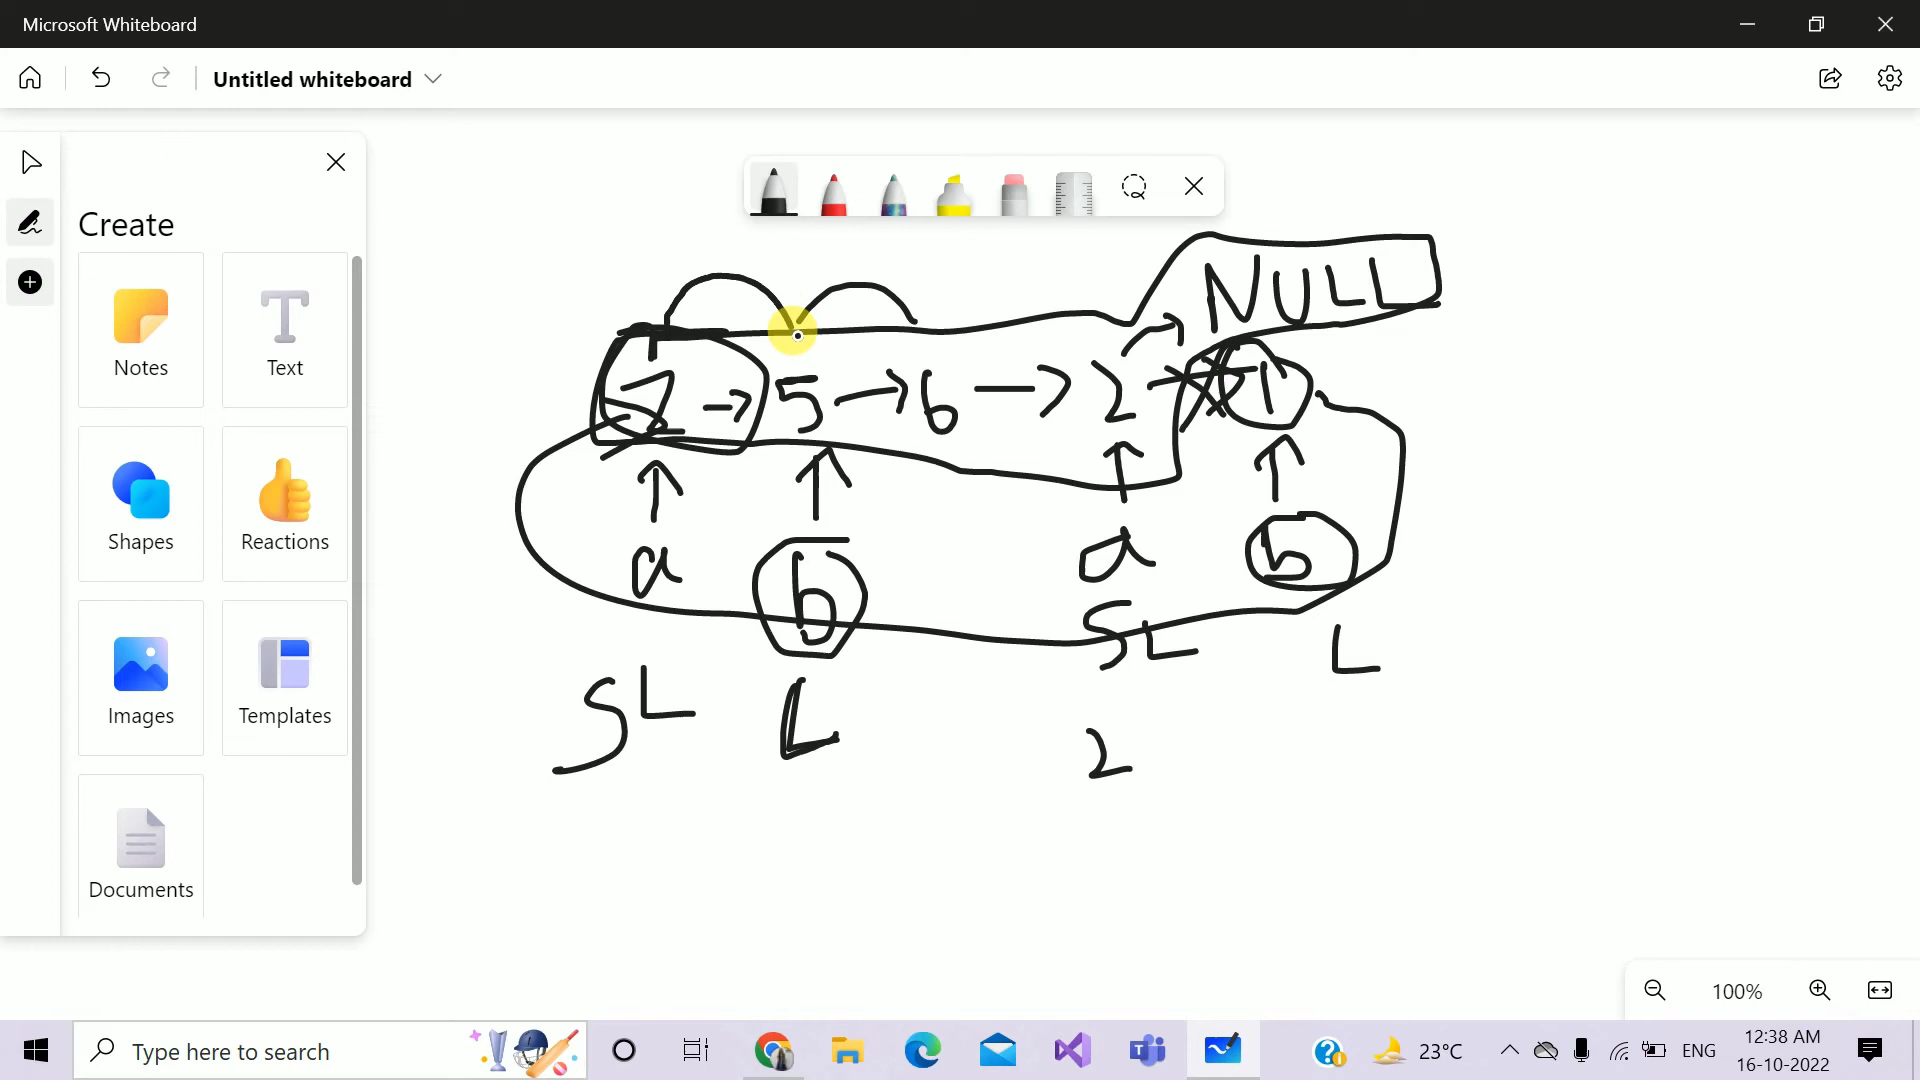 Microsoft Whiteboard
Untitled whiteboard
Create
Notes
Text
Shapes
Reactions
Images
Templates
Documents
NULL
7 → 5 → 6 → 2 → 1
a b a b
SL L SL L
2
100%
Type here to search
23°C
ENG
12:38 AM
16-10-2022